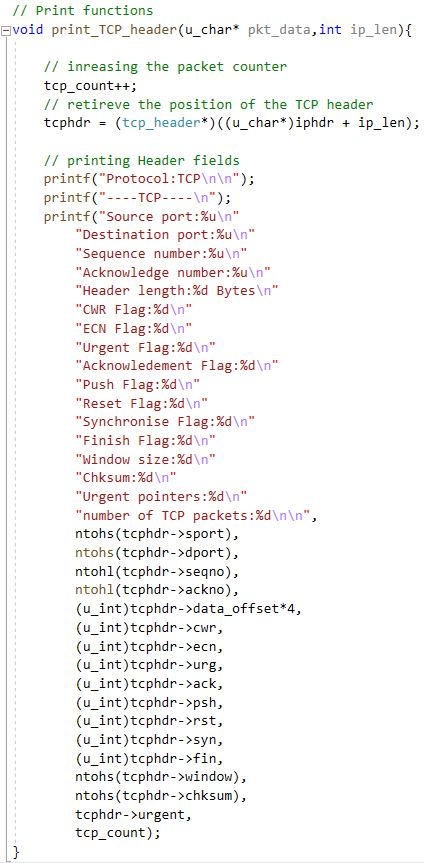 // Print functions
void print_TCP_header(u_char* pkt_data,int ip_len){
// inreasing the packet counter
tcp_count++;
// retireve the position of the TCP header
tcphdr = (tcp_header*)((u_char*)iphdr + ip_len);
// printing Header fields
printf("Protocol:TCP\n\n");
printf("----TCP----\n");
printf("Source port:%u\n"
"Destination port:%u\n"
"Sequence number:%u\n"
"Acknowledge number:%u\n"
"Header length:%d Bytes\n"
"CWR Flag:%d\n"
"ECN Flag:%d\n"
"Urgent Flag:%d\n"
"Acknowledement Flag:%d\n"
"Push Flag:%d\n"
"Reset Flag:%d\n"
"Synchronise Flag:%d\n"
"Finish Flag:%d\n"
"Window size:%d\n"
"Chksum:%d\n"
"Urgent pointers:%d\n"
"number of TCP packets:%d\n\n",
ntohs(tcphdr->sport),
ntohs(tcphdr->dport),
ntohl(tcphdr->seqno),
ntohl(tcphdr->ackno),
(u_int)tcphdr->data_offset*4,
(u_int)tcphdr->cwr,
(u_int)tcphdr->ecn,
(u_int)tcphdr->urg,
(u_int)tcphdr->ack,
(u_int)tcphdr->psh,
(u_int)tcphdr->rst,
(u_int)tcphdr->syn,
(u_int)tcphdr->fin,
ntohs(tcphdr->window),
ntohs(tcphdr->chksum),
tcphdr->urgent,
tcp_count);
}